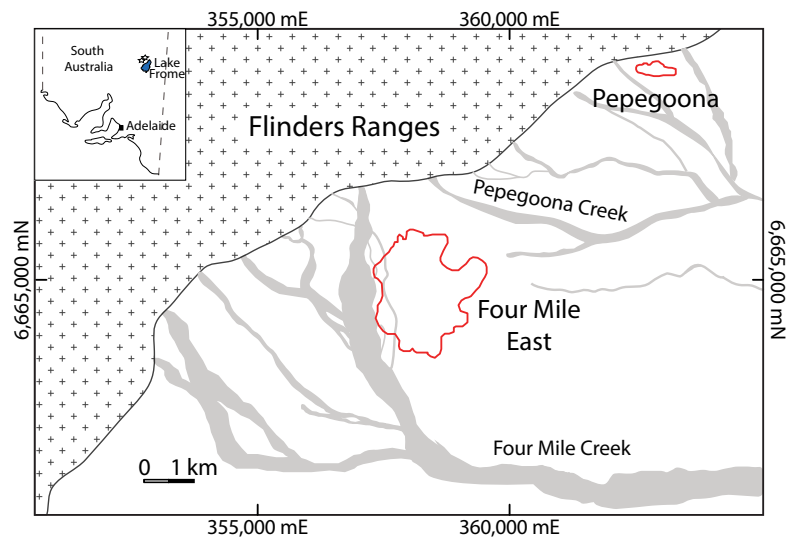 355,000 mE
360,000 mE
South
Australia
Lake
Frome
Adelaide
Flinders Ranges
Pepegoona
Pepegoona Creek
6,665,000 mN
6,665,000 mN
Four Mile
East
Four Mile Creek
0 1 km
355,000 mE
360,000 mE